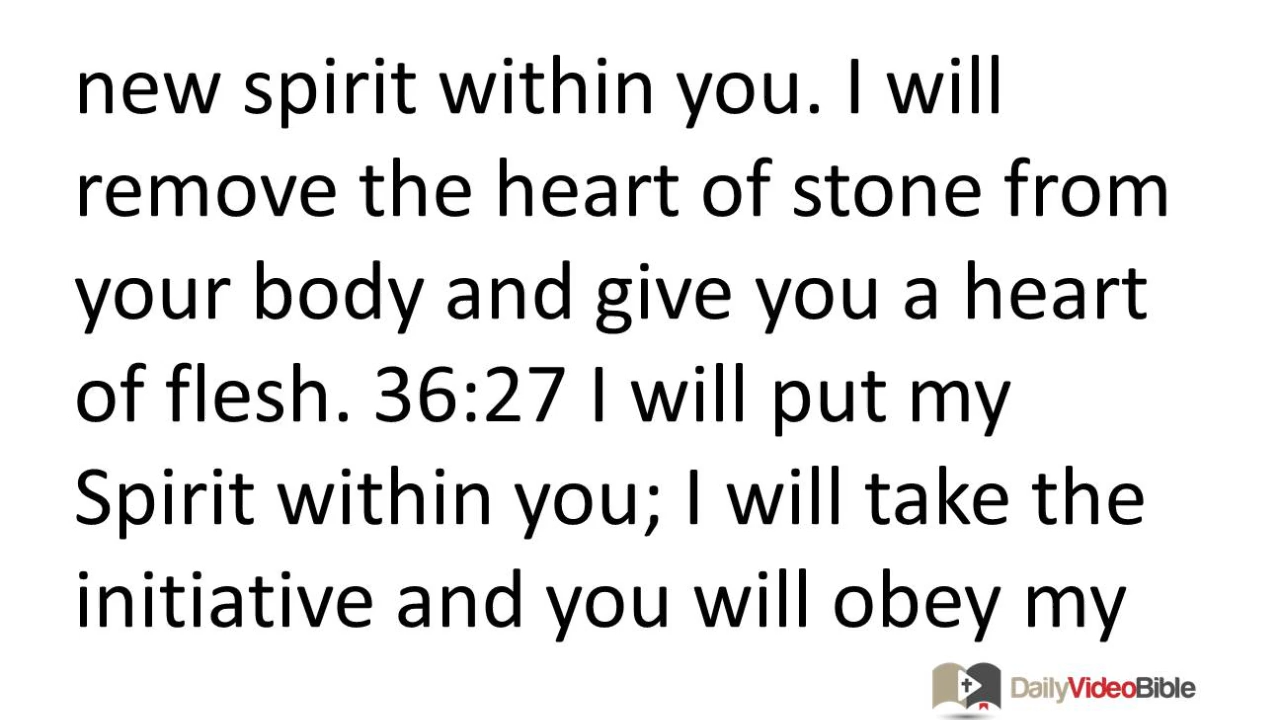 new spirit within you. I will
remove the heart of stone from
your body and give you a heart
of flesh. 36:27 I will put my
Spirit within you; I will take the
initiative and you will obey my
DailyVideoBible